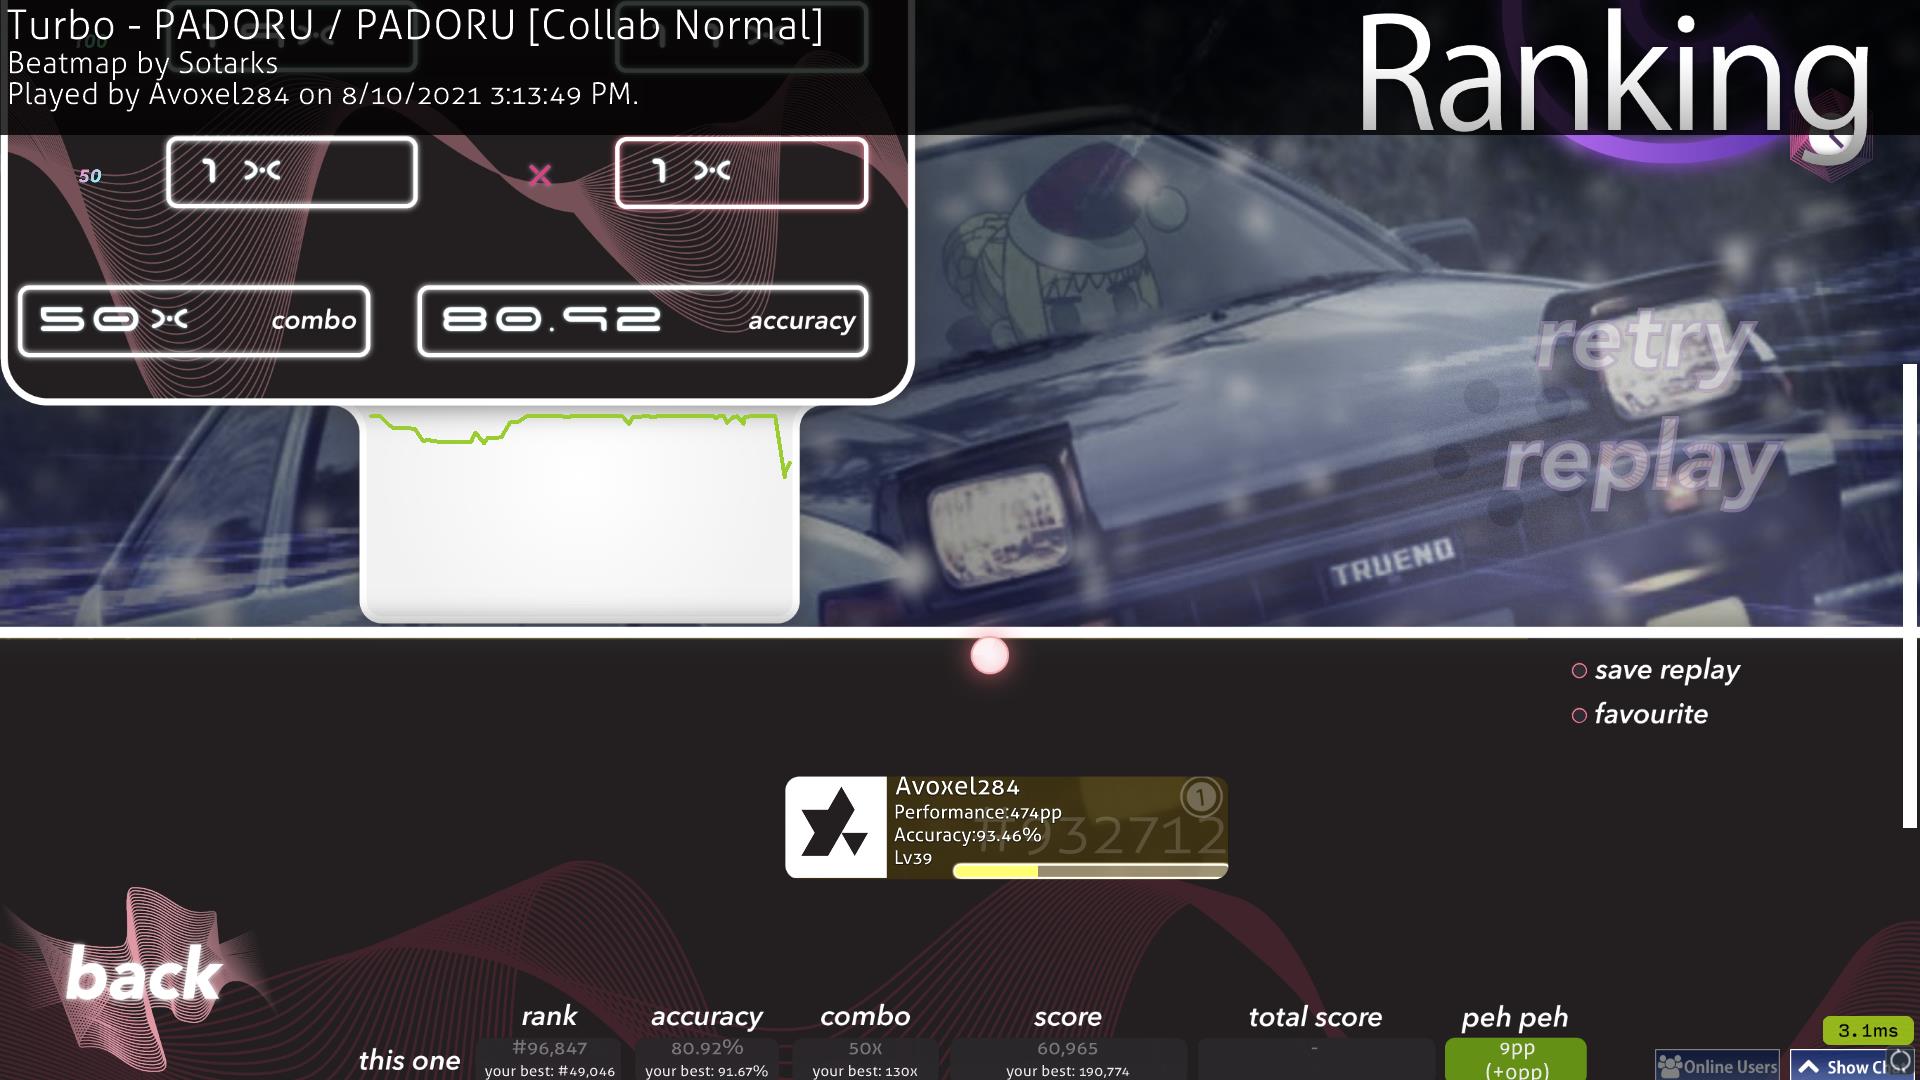 Turbo - PADORU / PADORU [Collab Normal]
Beatmap by Sotarks
Played by Avoxel284 on 8/10/2021 3:13:49 PM.
Ranking
100
50
1x
X
1x
50x
combo
80.92
accuracy
retry
replay
TRUENO
save replay
favourite
Avoxel284
Performance:474pp
Accuracy:93.46%
Lv39
1
#932712
back
rank
accuracy
combo
score
total score
peh peh
this one
#96,847
80.92%
50x
60,965
-
9pp
your best: #49,046
your best: 91.67%
your best: 130x
your best: 190,774
(+0pp)
3.1ms
Online Users
Show